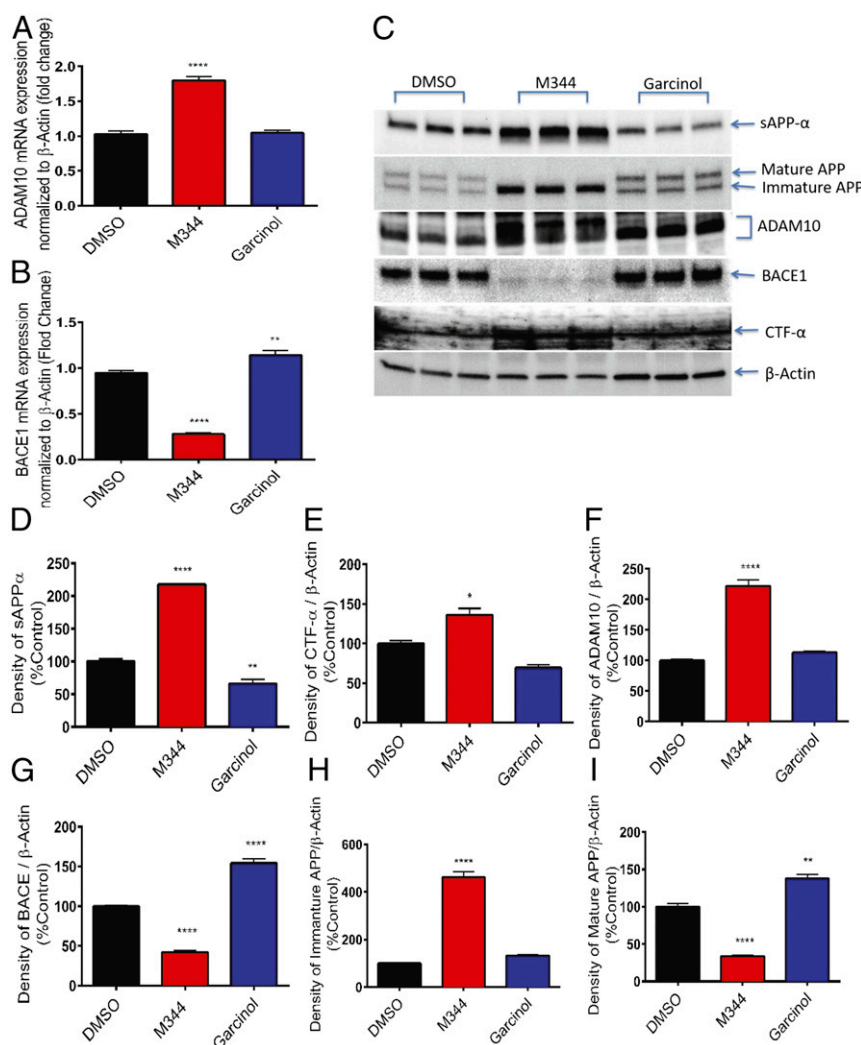 A
ADAM10 mRNA expression
normalized to β-Actin (fold change)
2.0
1.5
1.0
0.5
0.0
****
DMSO
M344
Garcinol
B
BACE1 mRNA expression
normalized to β-Actin (Flod Change)
1.5
1.0
0.5
0.0
****
**
DMSO
M344
Garcinol
C
DMSO
M344
Garcinol
sAPP-α
Mature APP
Immature APP
ADAM10
BACE1
CTF-α
β-Actin
D
Density of sAPPα
(%Control)
250
200
150
100
50
0
****
**
DMSO
M344
Garcinol
E
Density of CTF-α / β-Actin
(%Control)
200
150
100
50
0
*
DMSO
M344
Garcinol
F
Density of ADAM10 / β-Actin
(%Control)
250
200
150
100
50
0
****
DMSO
M344
Garcinol
G
Density of BACE / β-Actin
(%Control)
200
150
100
50
0
****
****
DMSO
M344
Garcinol
H
Density of Immanture APP/β-Actin
(%Control)
600
400
200
0
****
DMSO
M344
Garcinol
I
Density of Mature APP/β-Actin
(%Control)
200
150
100
50
0
****
**
DMSO
M344
Garcinol